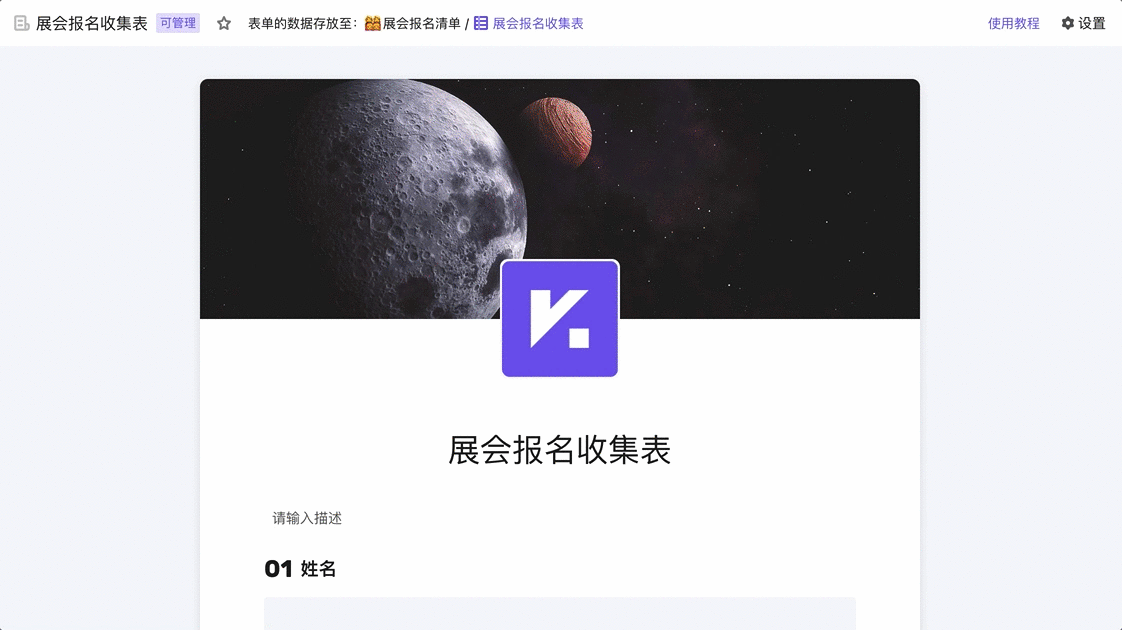 展会报名收集表 可管理 表单的数据存放至: 展会报名清单 / 展会报名收集表 使用教程 设置
展会报名收集表
请输入描述
01 姓名